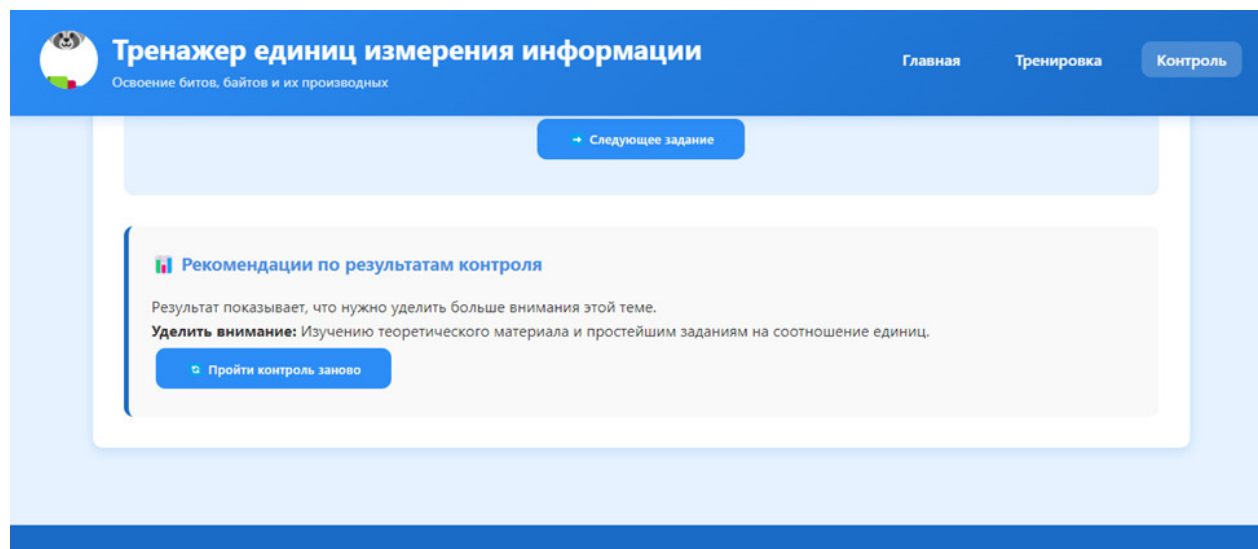 Тренажер единиц измерения информации
Освоение битов, байтов и их производных
Главная
Тренировка
Контроль
Следующее задание
Рекомендации по результатам контроля
Результат показывает, что нужно уделить больше внимания этой теме.
Уделить внимание: Изучению теоретического материала и простейшим заданиям на соотношение единиц.
Пройти контроль заново